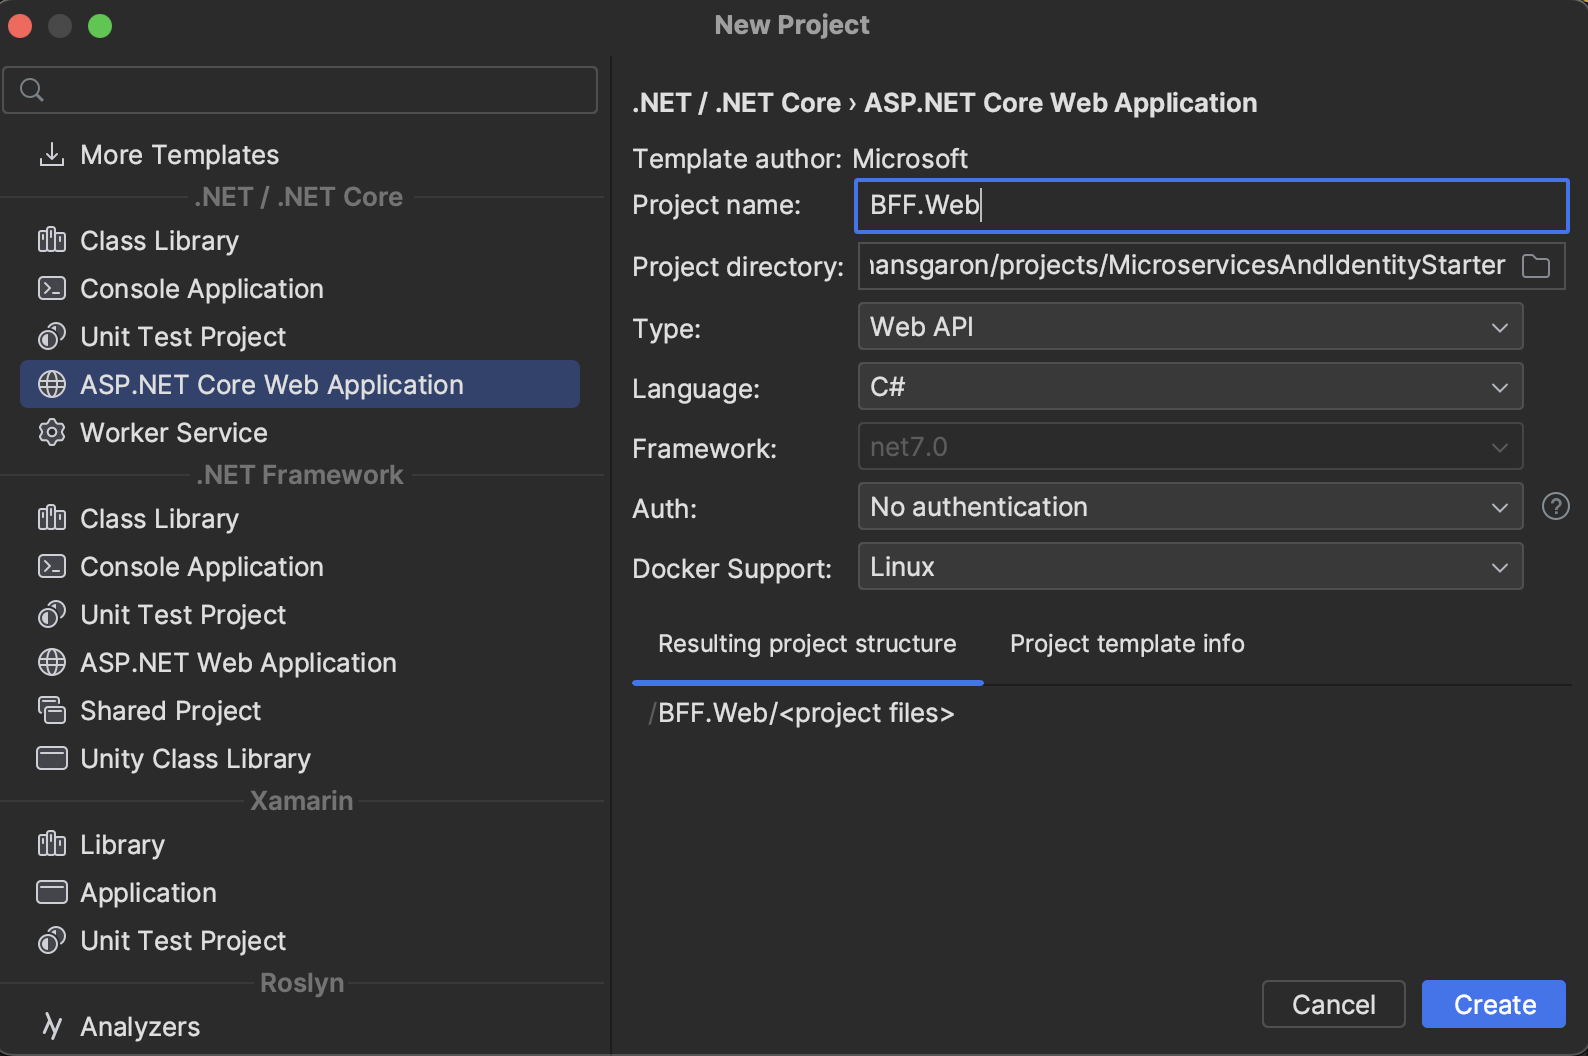 New Project
More Templates
.NET / .NET Core
Class Library
Console Application
Unit Test Project
ASP.NET Core Web Application
Worker Service
.NET Framework
Class Library
Console Application
Unit Test Project
ASP.NET Web Application
Shared Project
Unity Class Library
Xamarin
Library
Application
Unit Test Project
Roslyn
Analyzers
.NET / .NET Core › ASP.NET Core Web Application
Template author: Microsoft
Project name: BFF.Web
Project directory: ansgaron/projects/MicroservicesAndIdentityStarter
Type: Web API
Language: C#
Framework: net7.0
Auth: No authentication ?
Docker Support: Linux
Resulting project structure Project template info
/BFF.Web/<project files>
Cancel Create